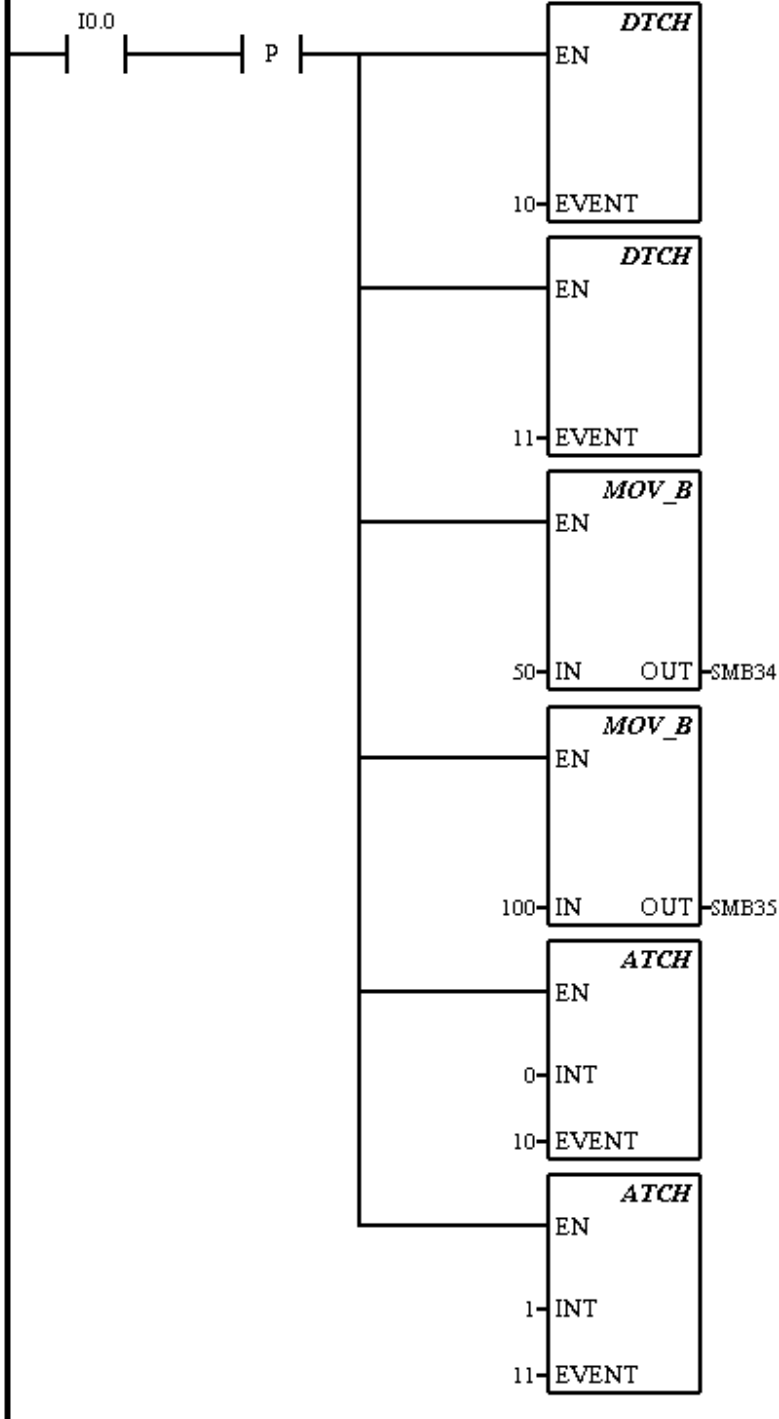 I0.0
P
DTCH
EN
10 EVENT
DTCH
EN
11 EVENT
MOV_B
EN
50 IN OUT SMB34
MOV_B
EN
100 IN OUT SMB35
ATCH
EN
0 INT
10 EVENT
ATCH
EN
1 INT
11 EVENT